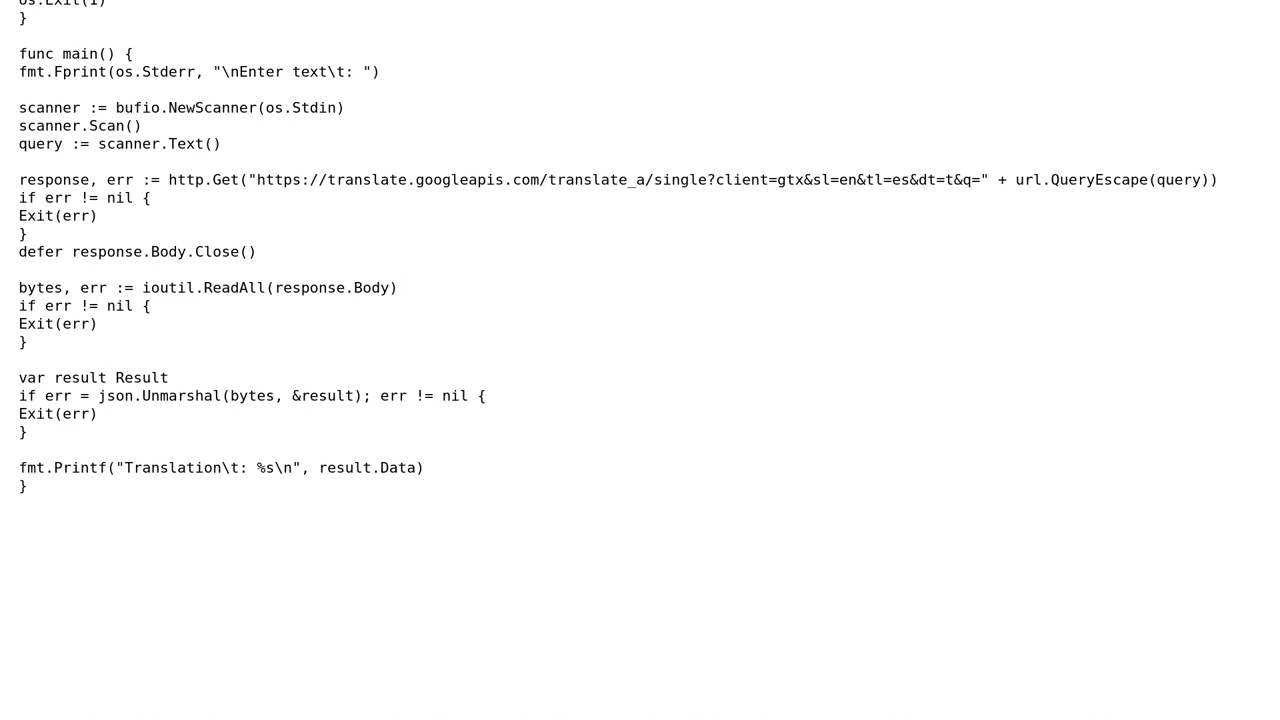 os.Exit(1)
}
func main() {
fmt.Fprint(os.Stderr, "\nEnter text\t: ")
scanner := bufio.NewScanner(os.Stdin)
scanner.Scan()
query := scanner.Text()
response, err := http.Get("https://translate.googleapis.com/translate_a/single?client=gtx&sl=en&tl=es&dt=t&q=" + url.QueryEscape(query))
if err != nil {
Exit(err)
}
defer response.Body.Close()
bytes, err := ioutil.ReadAll(response.Body)
if err != nil {
Exit(err)
}
var result Result
if err = json.Unmarshal(bytes, &result); err != nil {
Exit(err)
}
fmt.Printf("Translation\t: %s\n", result.Data)
}